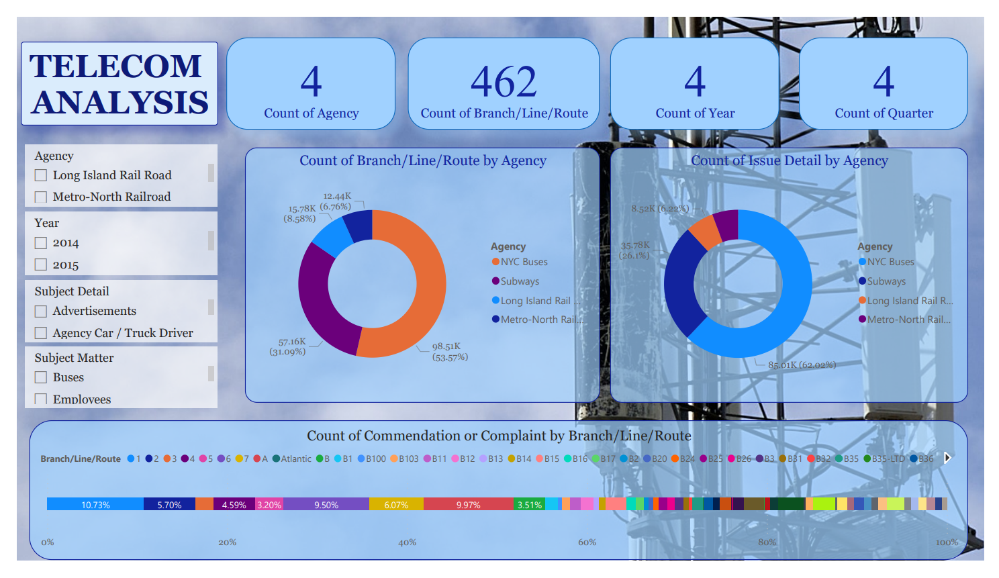 TELECOM
ANALYSIS
4
Count of Agency
462
Count of Branch/Line/Route
4
Count of Year
4
Count of Quarter
Agency
Long Island Rail Road
Metro-North Railroad
Year
2014
2015
Subject Detail
Advertisements
Agency Car / Truck Driver
Subject Matter
Buses
Employees
Count of Branch/Line/Route by Agency
12.44K
(6.76%)
15.78K
(8.58%)
57.16K
(31.09%)
98.51K
(53.57%)
Agency
NYC Buses
Subways
Long Island Rail ...
Metro-North Rail...
Count of Issue Detail by Agency
8.52K (6.22%)
35.78K
(26.1%)
85.01K (62.02%)
Agency
NYC Buses
Subways
Long Island Rail R...
Metro-North Rail...
Count of Commendation or Complaint by Branch/Line/Route
Branch/Line/Route 1 2 3 4 5 6 7 A Atlantic B B1 B100 B103 B11 B12 B13 B14 B15 B16 B17 B2 B20 B24 B25 B26 B3 B31 B32 B35 B35-LTD B36
10.73% 5.70% 4.59% 3.20% 9.50% 6.07% 9.97% 3.51%
0% 20% 40% 60% 80% 100%